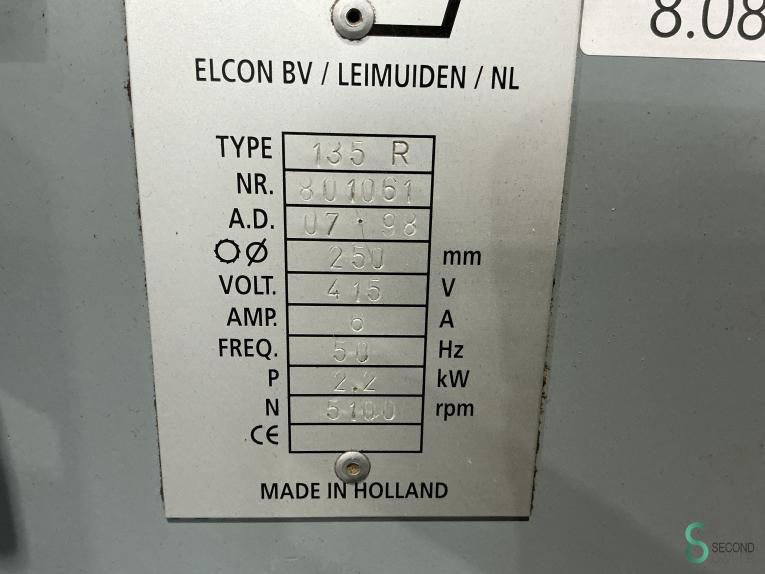 8.08
ELCON BV / LEIMUIDEN / NL
TYPE 135 R
NR. 801061
A.D. 07 98
250 mm
VOLT. 415 V
AMP. 6 A
FREQ. 50 Hz
P 2.2 kW
N 5100 rpm
CE
MADE IN HOLLAND
SECOND